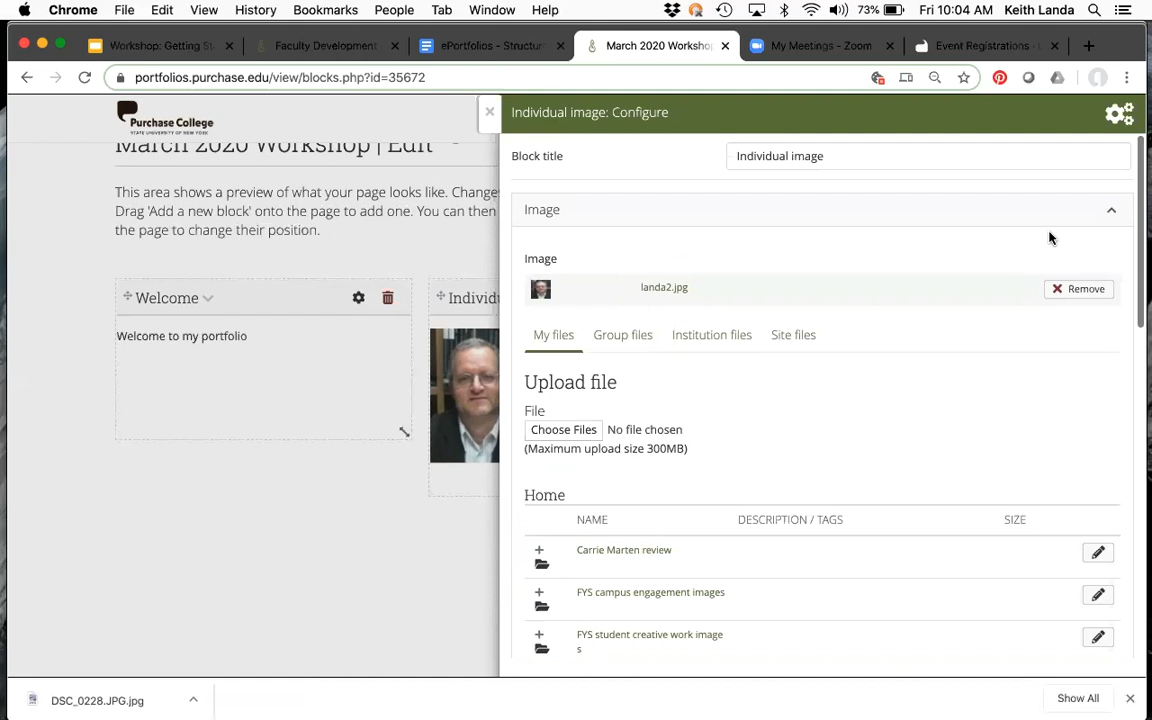 Chrome File Edit View History Bookmarks People Tab Window Help 73% Fri 10:04 AM Keith Landa
Workshop: Getting St
Faculty Development
ePortfolios - Structur
March 2020 Worksho
My Meetings - Zoom
Event Registrations - L
portfolios.purchase.edu/view/blocks.php?id=35672
Purchase College
STATE UNIVERSITY OF NEW YORK
March 2020 Workshop | Edit
This area shows a preview of what your page looks like. Change
Drag 'Add a new block' onto the page to add one. You can then
the page to change their position.
Welcome
Welcome to my portfolio
Individ
Individual image: Configure
Block title Individual image
Image
Image
landa2.jpg Remove
My files Group files Institution files Site files
Upload file
File
Choose Files No file chosen
(Maximum upload size 300MB)
Home
NAME DESCRIPTION / TAGS SIZE
Carrie Marten review
FYS campus engagement images
FYS student creative work image
s
DSC_0228.JPG.jpg
Show All